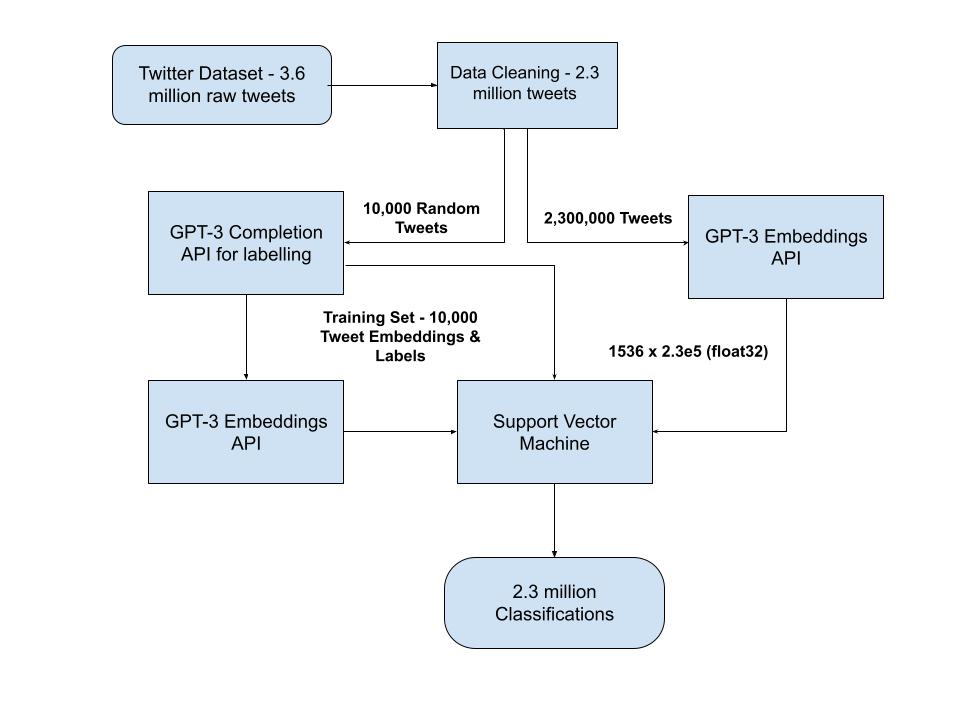 Twitter Dataset - 3.6
million raw tweets
Data Cleaning - 2.3
million tweets
10,000 Random
Tweets
2,300,000 Tweets
GPT-3 Completion
API for labelling
GPT-3 Embeddings
API
Training Set - 10,000
Tweet Embeddings &
Labels
1536 x 2.3e5 (float32)
GPT-3 Embeddings
API
Support Vector
Machine
2.3 million
Classifications